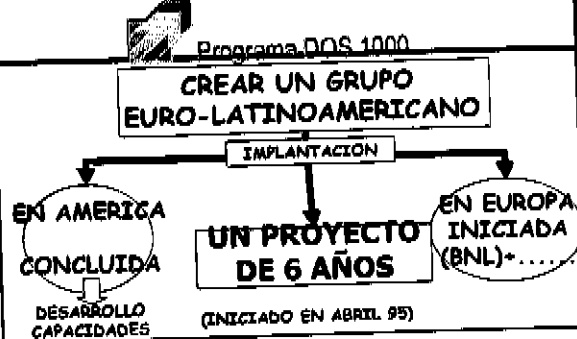 Programa DOS 1000
CREAR UN GRUPO
EURO-LATINOAMERICANO
IMPLANTACION
EN AMERICA
CONCLUIDA
DESARROLLO
CAPACIDADES
UN PROYECTO
DE 6 AÑOS
(INICIADO EN ABRIL 95)
EN EUROPA
INICIADA
(BNL)+......